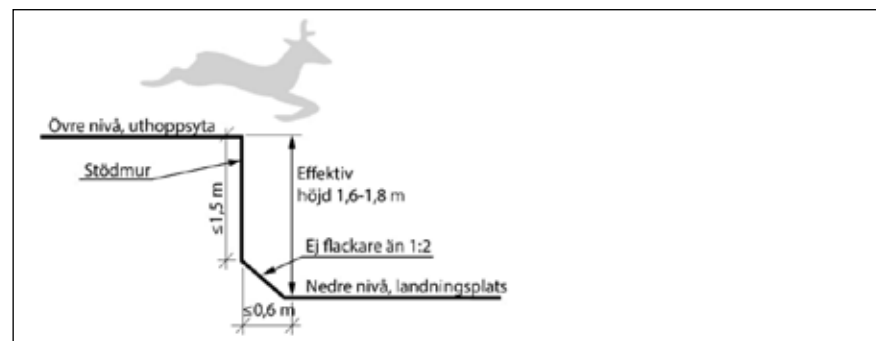 Övre nivå, uthoppsyta
Stödmur
≤1,5 m
Effektiv
höjd 1,6-1,8 m
Ej flackare än 1:2
Nedre nivå, landningsplats
≤0,6 m